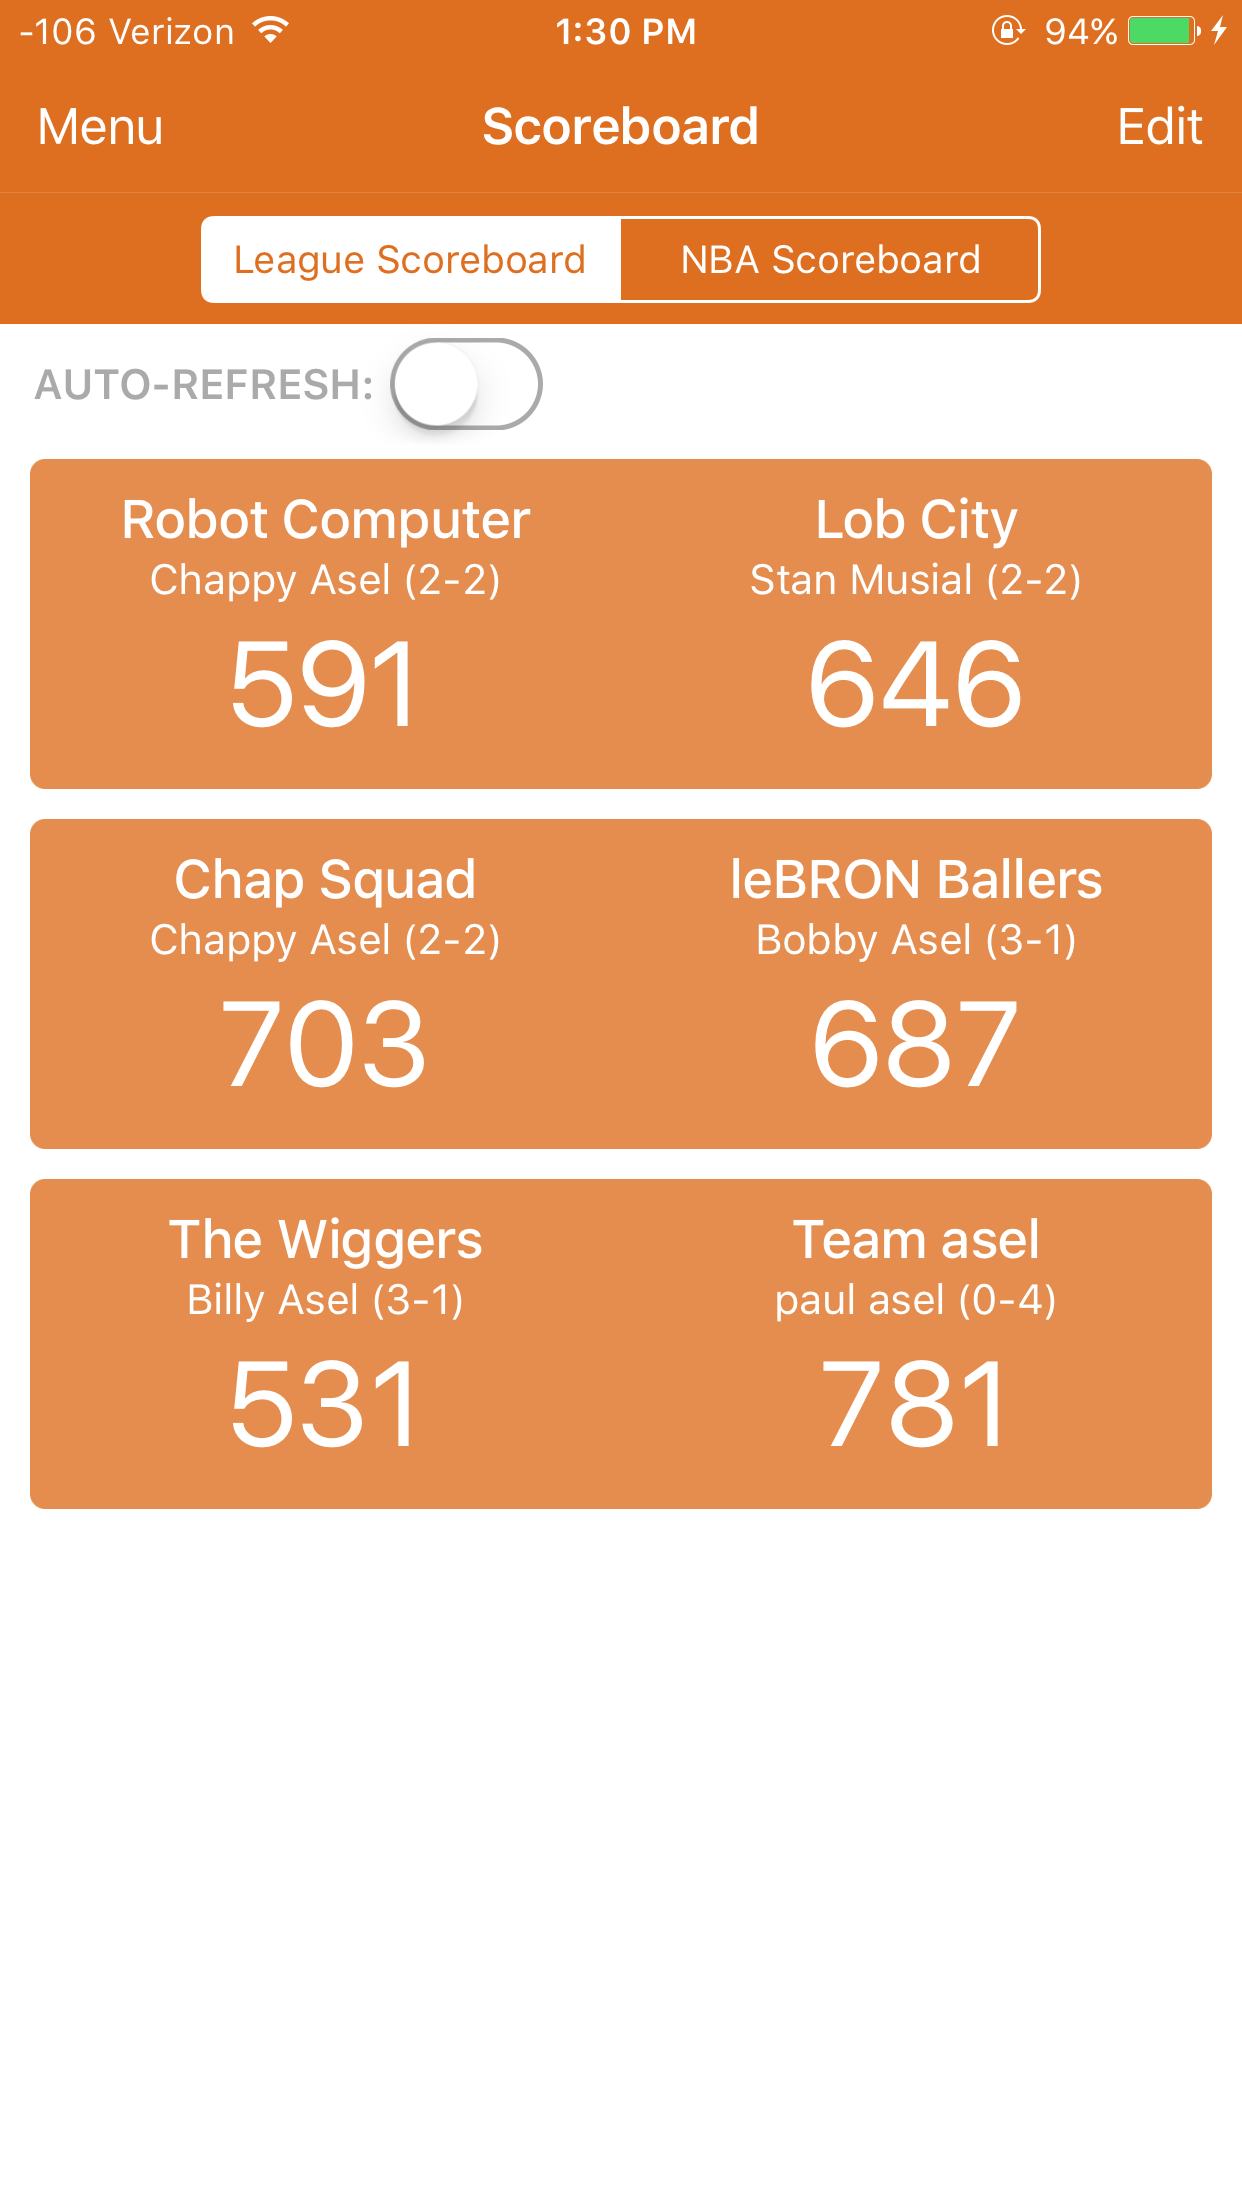 -106 Verizon 1:30 PM 94%
Menu Scoreboard Edit
League Scoreboard NBA Scoreboard
AUTO-REFRESH:
Robot Computer Lob City
Chappy Asel (2-2) Stan Musial (2-2)
591 646
Chap Squad leBRON Ballers
Chappy Asel (2-2) Bobby Asel (3-1)
703 687
The Wiggers Team asel
Billy Asel (3-1) paul asel (0-4)
531 781